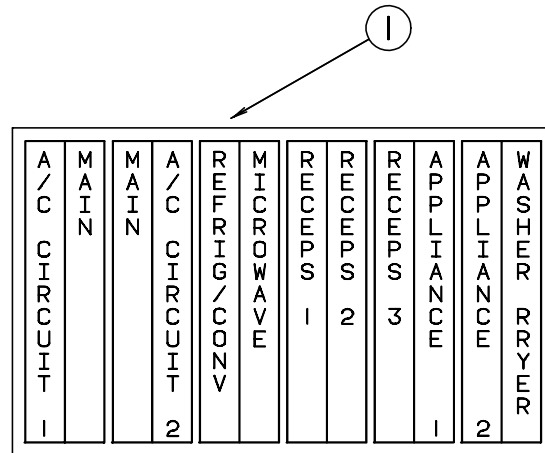 1
A/C CIRCUIT 1
MAIN
MAIN
A/C CIRCUIT 2
REFRIG/CONV
MICROWAVE
RECEPS 1
RECEPS 2
RECEPS 3
APPLIANCE 1
APPLIANCE 2
WASHER RRYER